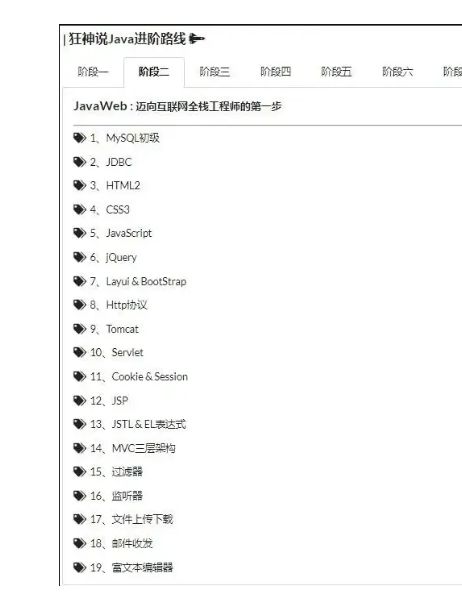 | 狂神说Java进阶路线
阶段一 阶段二 阶段三 阶段四 阶段五 阶段六 阶段
JavaWeb : 迈向互联网全栈工程师的第一步
1、MySQL初级
2、JDBC
3、HTML2
4、CSS3
5、JavaScript
6、jQuery
7、Layui & BootStrap
8、Http协议
9、Tomcat
10、Servlet
11、Cookie & Session
12、JSP
13、JSTL & EL表达式
14、MVC三层架构
15、过滤器
16、监听器
17、文件上传下载
18、邮件收发
19、富文本编辑器